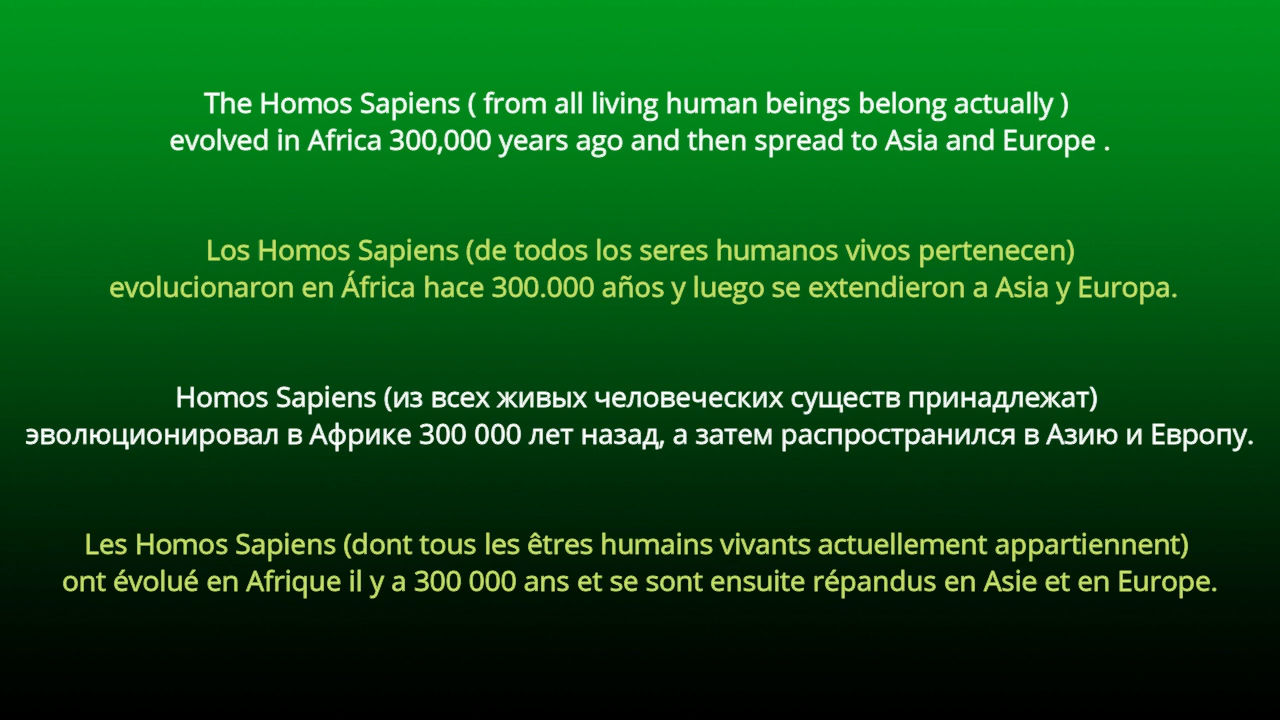 The Homos Sapiens ( from all living human beings belong actually )
evolved in Africa 300,000 years ago and then spread to Asia and Europe .
Los Homos Sapiens (de todos los seres humanos vivos pertenecen)
evolucionaron en África hace 300.000 años y luego se extendieron a Asia y Europa.
Homos Sapiens (из всех живых человеческих существ принадлежат)
эволюционировал в Африке 300 000 лет назад, а затем распространился в Азию и Европу.
Les Homos Sapiens (dont tous les êtres humains vivants actuellement appartiennent)
ont évolué en Afrique il y a 300 000 ans et se sont ensuite répandus en Asie et en Europe.